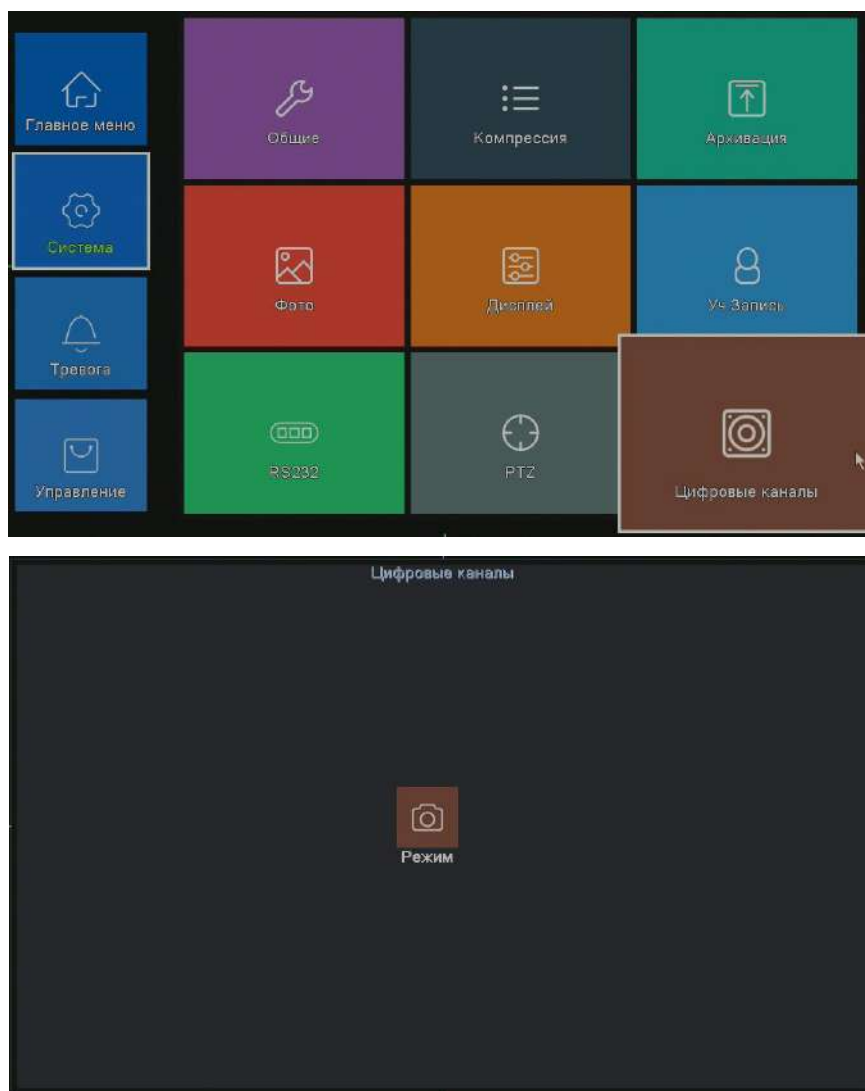 Главное меню
Общие
Компрессия
Архивация
Система
Фото
Дисплей
Уч Запись
Тревога
RS232
PTZ
Цифровые каналы
Управление
Цифровые каналы
Режим